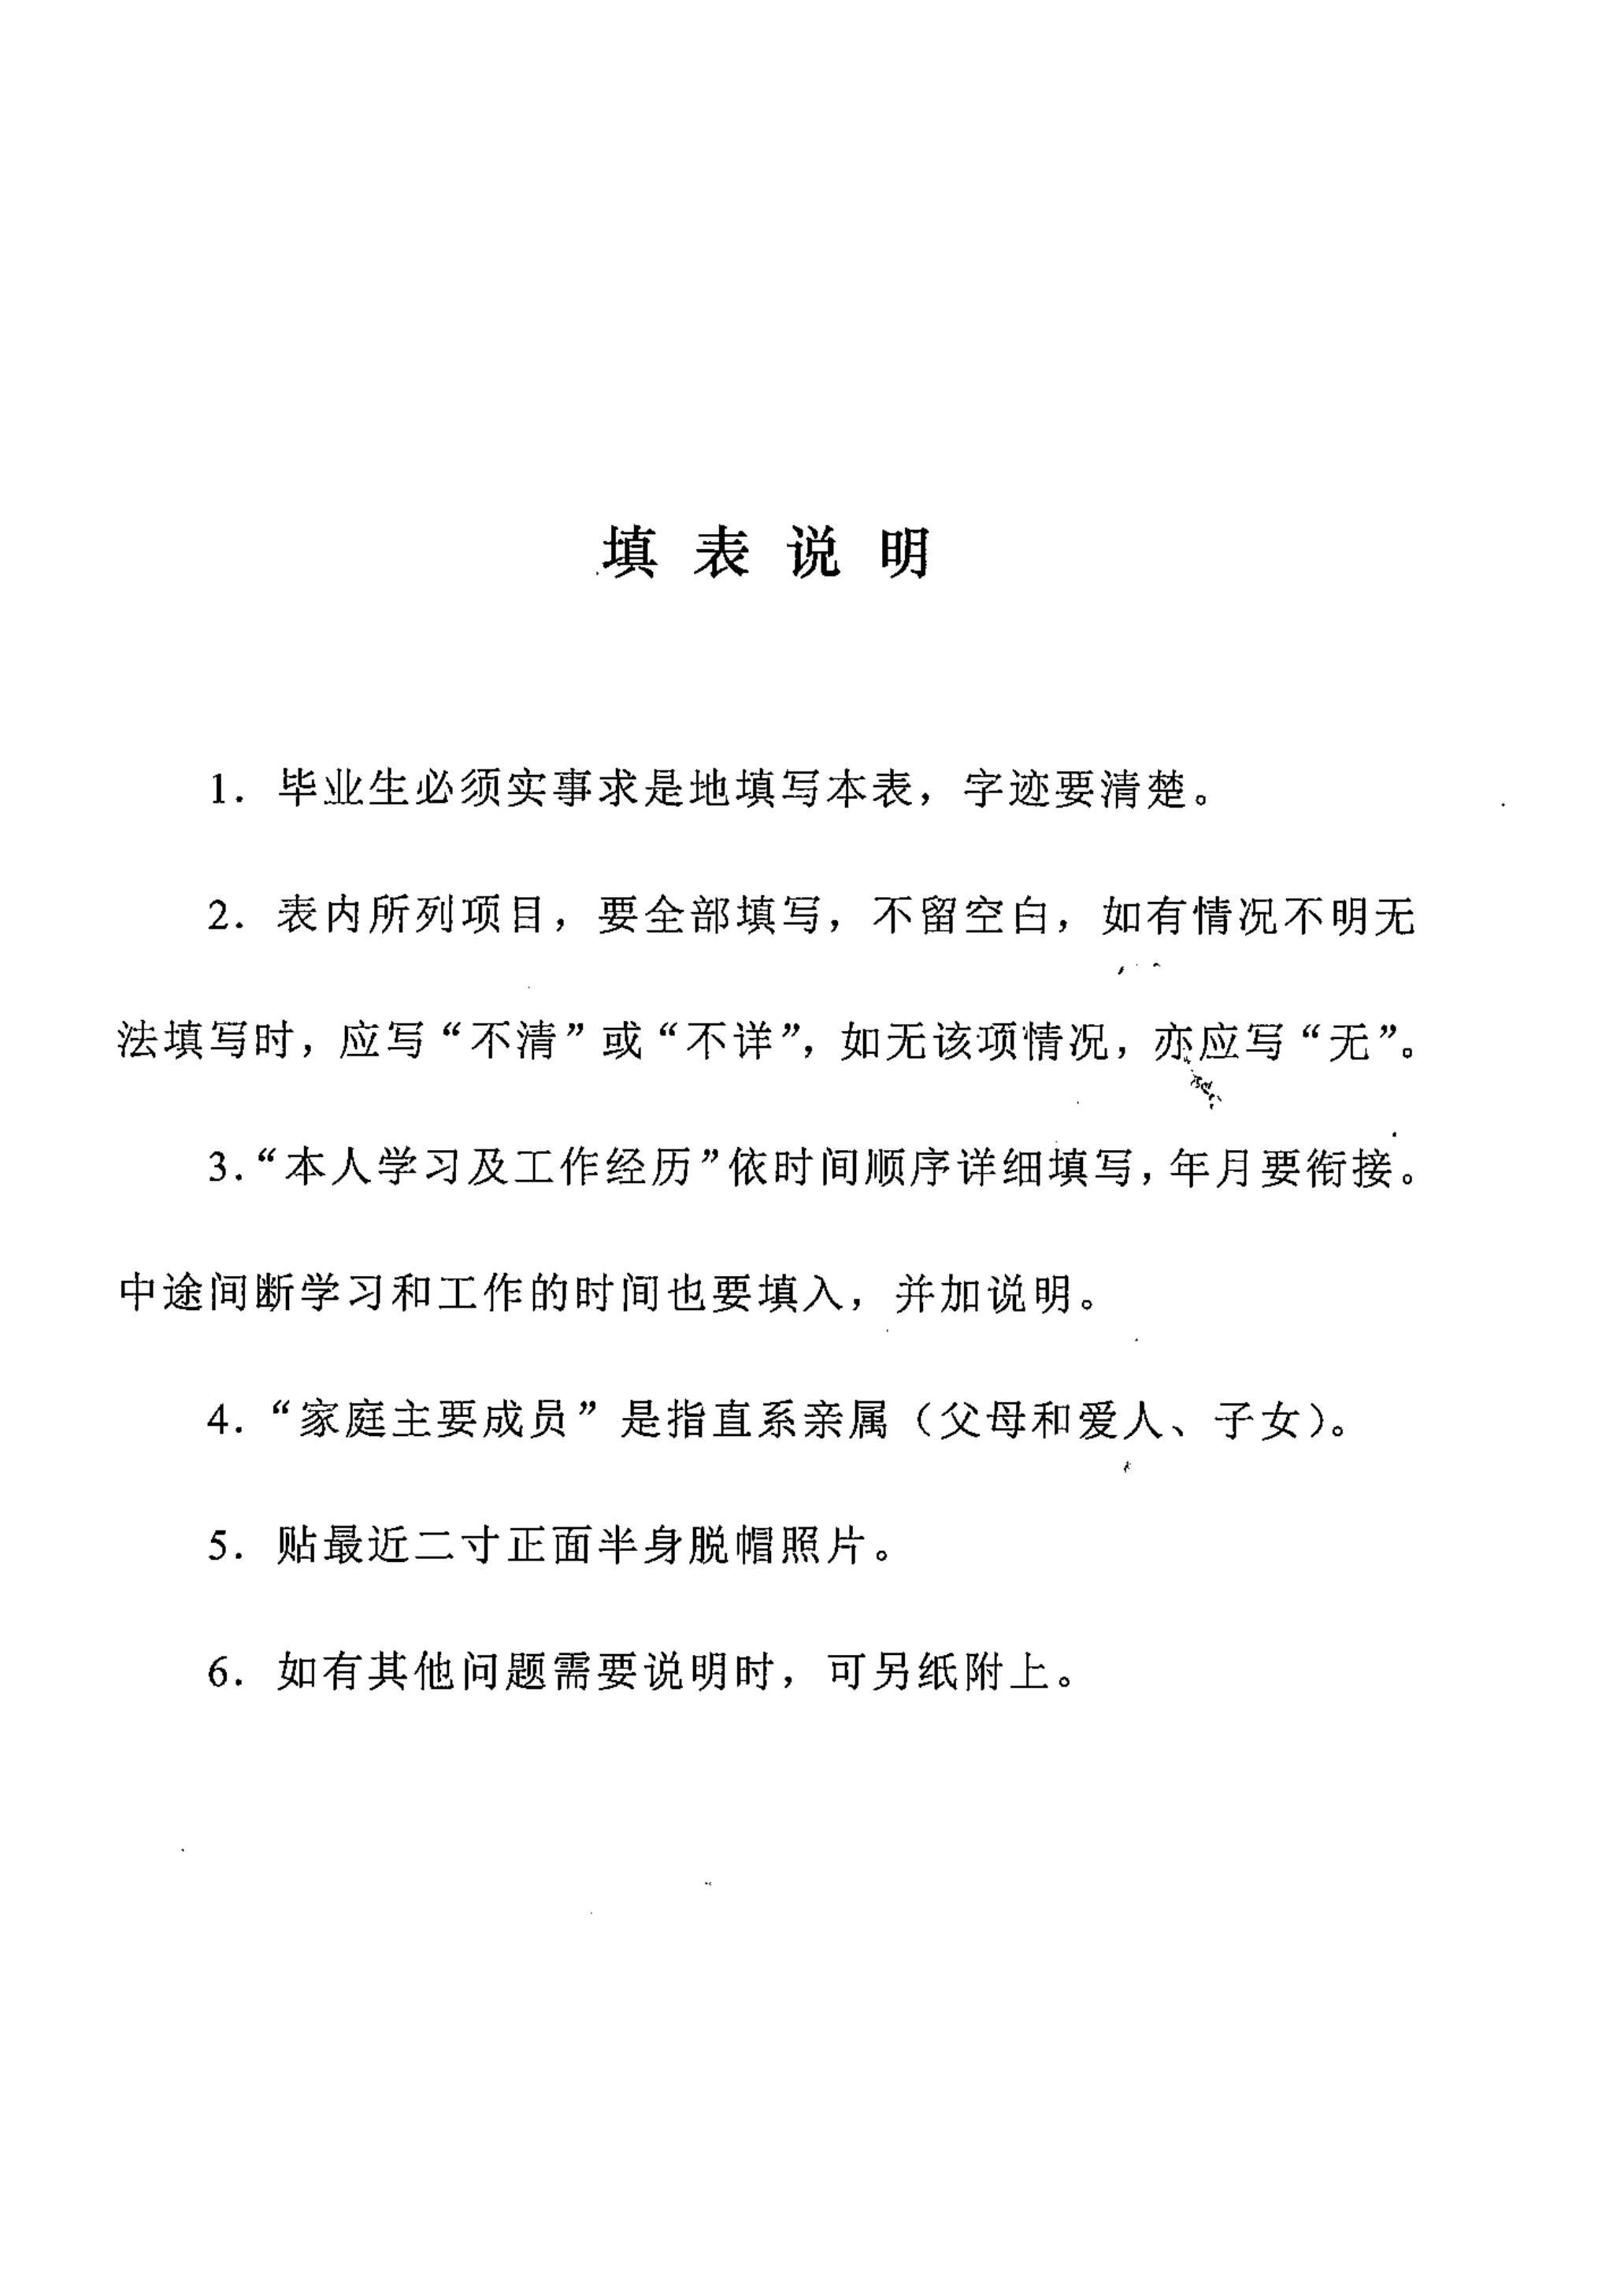 填表说明
1. 毕业生必须实事求是地填写本表，字迹要清楚。
2. 表内所列项目，要全部填写，不留空白，如有情况不明无
法填写时，应写“不清”或“不详”，如无该项情况，亦应写“无”。
3.“本人学习及工作经历”依时间顺序详细填写，年月要衔接。
中途间断学习和工作的时间也要填入，并加说明。
4.“家庭主要成员”是指直系亲属（父母和爱人、子女）。
5. 贴最近二寸正面半身脱帽照片。
6. 如有其他问题需要说明时，可另纸附上。